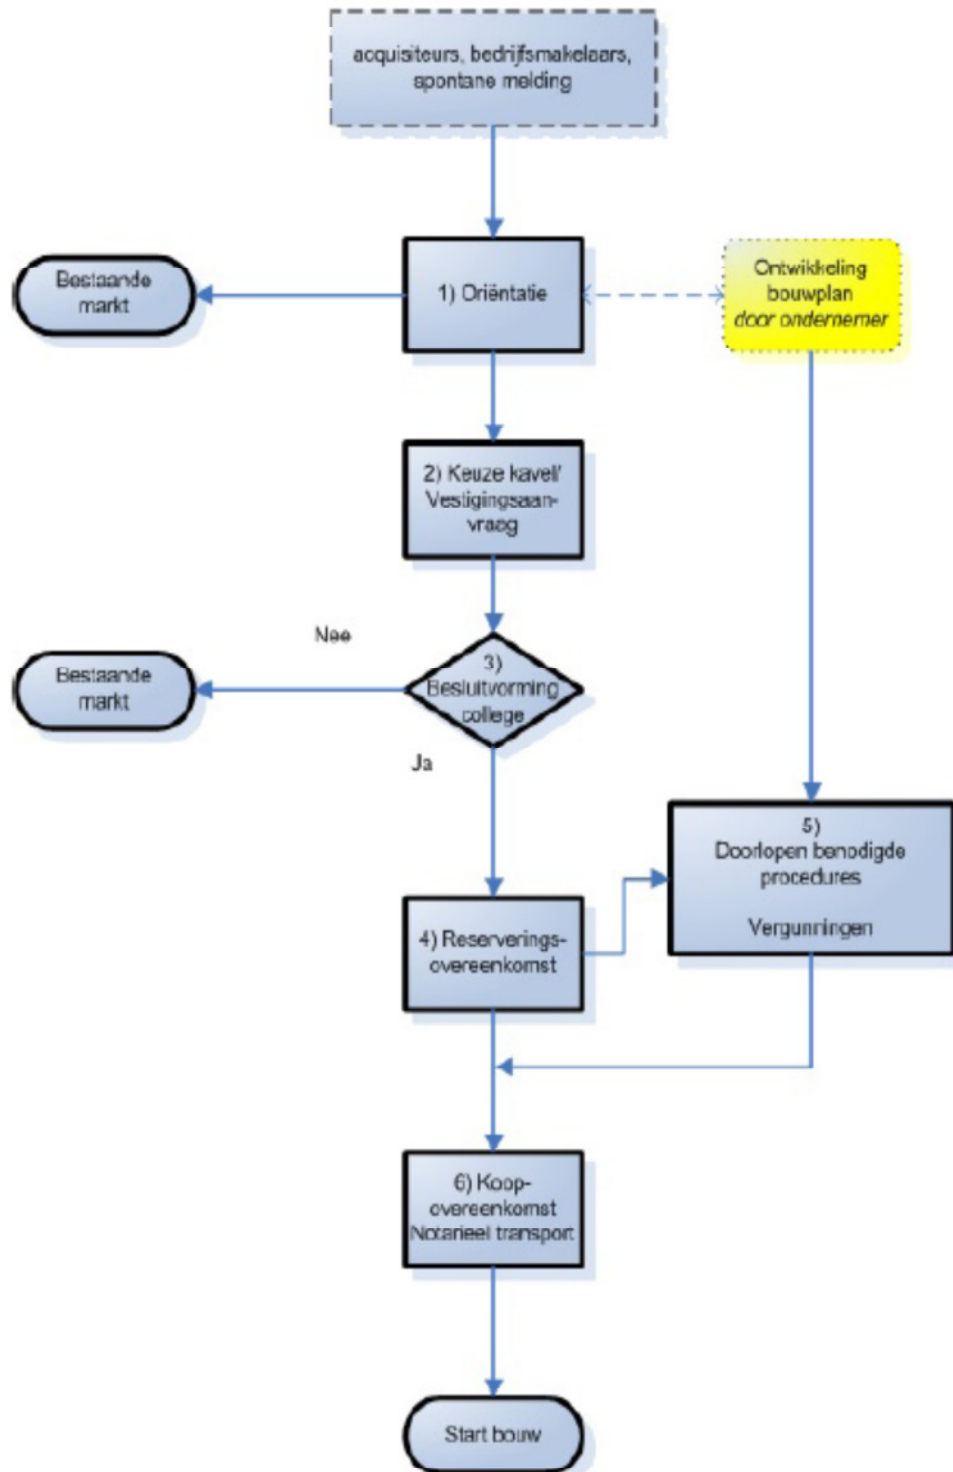 acquisiteurs, bedrijfsmakelaars,
spontane melding
Bestaande
markt
1) Oriëntatie
Ontwikkeling
bouwplan
door ondernemer
2) Keuze kavel/
Vestigingsaan-
vraag
Nee
Bestaande
markt
3)
Besluitvorming
college
Ja
5)
Doorlopen benodigde
procedures
Vergunningen
4) Reserverings-
overeenkomst
6) Koop-
overeenkomst
Notarieel transport
Start bouw